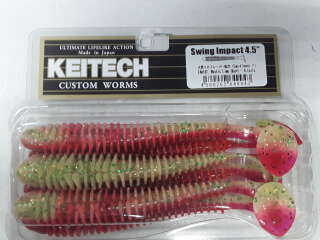 ULTIMATE LIFELIKE ACTION
Made in Japan
KEITECH
CUSTOM WORMS
Swing Impact 4.5"